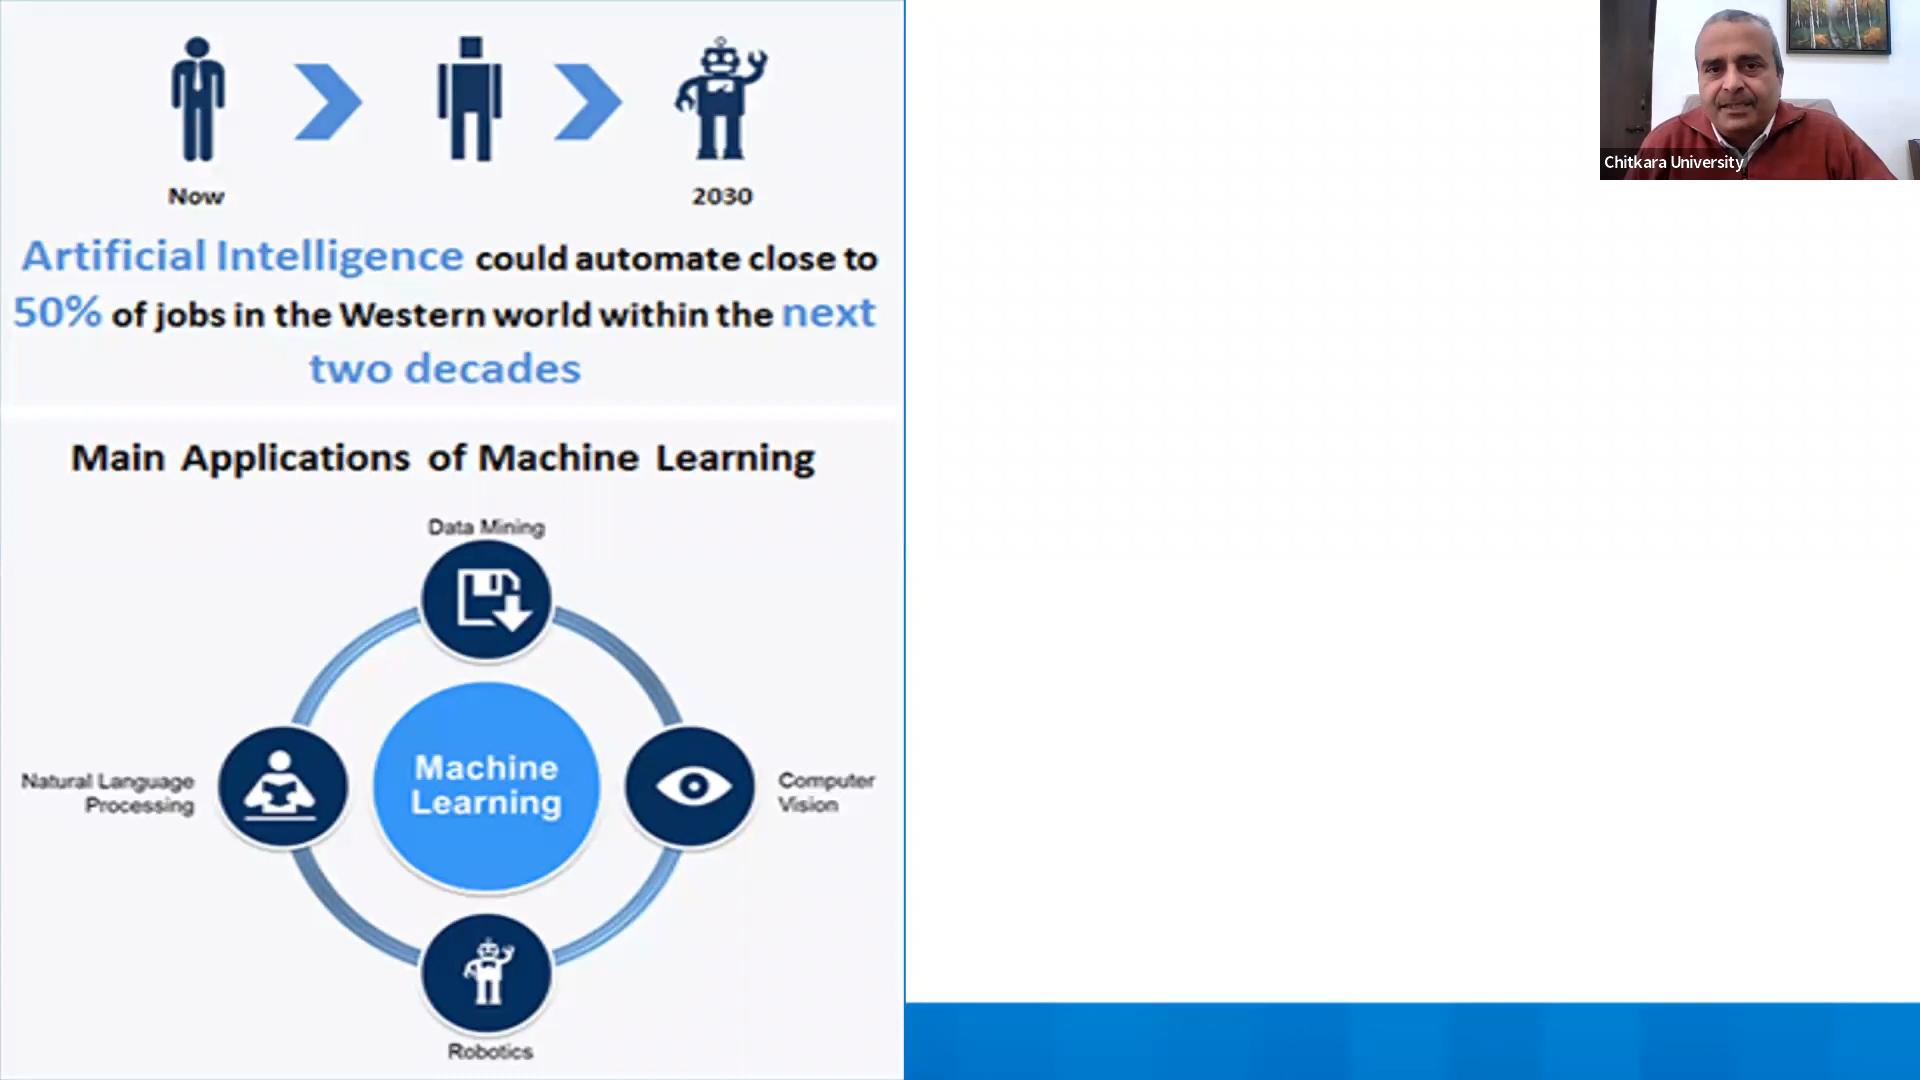 Now
2030
Artificial Intelligence could automate close to
50% of jobs in the Western world within the next
two decades
Main Applications of Machine Learning
Data Mining
Natural Language
Processing
Machine
Learning
Computer
Vision
Robotics
Chitkara University